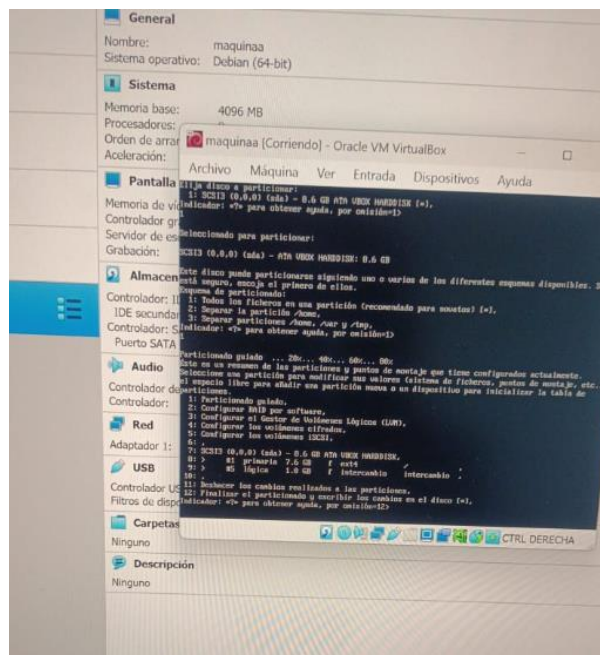 General
Nombre: maquinaa
Sistema operativo: Debian (64-bit)
Sistema
Memoria base: 4096 MB
Procesadores:
Orden de arrar
Aceleración:
Pantalla
Memoria de vid
Controlador gr
Servidor de es
Grabación:
Almacen
Controlador: ID
IDE secundar
Controlador: S
Puerto SATA
Audio
Controlador de
Controlador:
Red
Adaptador 1:
USB
Controlador US
Filtros de dispo
Carpetas
Ninguno
Descripción
Ninguno
maquinaa [Corriendo] - Oracle VM VirtualBox
Archivo Máquina Ver Entrada Dispositivos Ayuda
Elija disco a particionar:
1: SCSI3 (0,0,0) (sda) - 8.6 GB ATA VBOX HARDDISK [*],
Indicador: «?» para obtener ayuda, por omisión=1>
1
Seleccionado para particionar:
SCSI3 (0,0,0) (sda) - ATA VBOX HARDDISK: 8.6 GB
Este disco puede particionarse siguiendo uno o varios de los diferentes esquemas disponibles. S
está seguro, escoja el primero de ellos.
Esquema de particionado:
1: Todos los ficheros en una partición (recomendado para novatos) [*],
2: Separar la partición /home,
3: Separar particiones /home, /var y /tmp,
Indicador: «?» para obtener ayuda, por omisión=1>
1
Particionado guiado ... 20%... 40%... 60%... 80%
Éste es un resumen de las particiones y puntos de montaje que tiene configurados actualmente.
Seleccione una partición para modificar sus valores (sistema de ficheros, puntos de montaje, etc.
el espacio libre para añadir una partición nueva o un dispositivo para inicializar la tabla de
particiones.
1: Particionado guiado,
2: Configurar RAID por software,
3: Configurar el Gestor de Volúmenes Lógicos (LVM),
4: Configurar los volúmenes cifrados,
5: Configurar los volúmenes iSCSI,
6: ,
7: SCSI3 (0,0,0) (sda) - 8.6 GB ATA VBOX HARDDISK,
8: > #1 primaria 7.6 GB f ext4 /
9: > #5 lógica 1.0 GB f intercambio intercambio ,
10: ,
11: Deshacer los cambios realizados a las particiones,
12: Finalizar el particionado y escribir los cambios en el disco [*],
Indicador: «?» para obtener ayuda, por omisión=12>
CTRL DERECHA